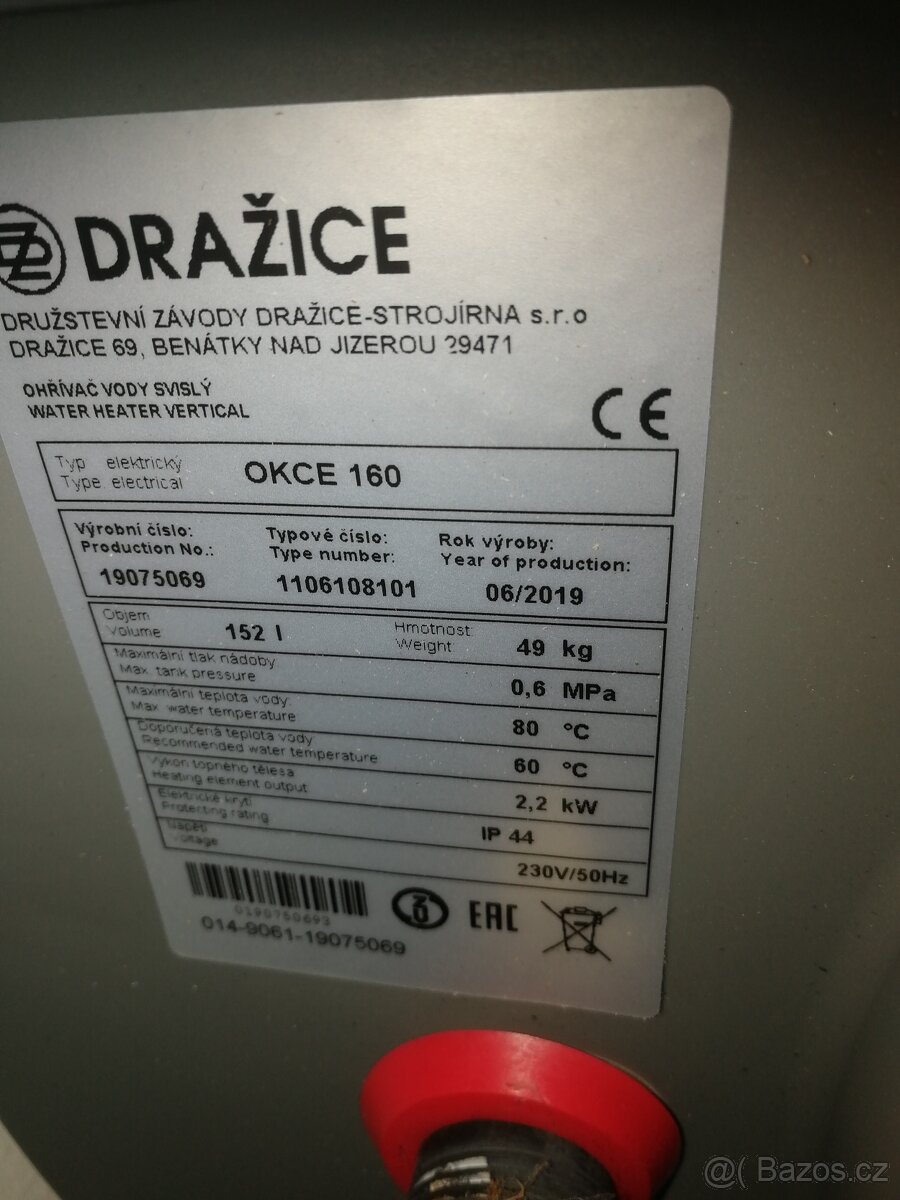 DRAŽICE
DRUŽSTEVNÍ ZÁVODY DRAŽICE-STROJÍRNA s.r.o
DRAŽICE 69, BENÁTKY NAD JIZEROU 29471
OHŘÍVAČ VODY SVISLÝ
WATER HEATER VERTICAL
CE
Typ elektrický
Type electrical
OKCE 160
Výrobní číslo:
Production No.:
19075069
Typové číslo:
Type number:
1106108101
Rok výroby:
Year of production:
06/2019
Objem
Volume
152 l
Hmotnost
Weight
49 kg
Maximální tlak nádoby
Max. tank pressure
0,6 MPa
Maximální teplota vody
Max. water temperature
80 °C
Doporučená teplota vody
Recommended water temperature
60 °C
Výkon topného tělesa
Heating element output
2,2 kW
Elektrické krytí
Protecting rating
IP 44
Napětí
Voltage
230V/50Hz
0190750693
014-9061-19075069
EAC
@( Bazos.cz